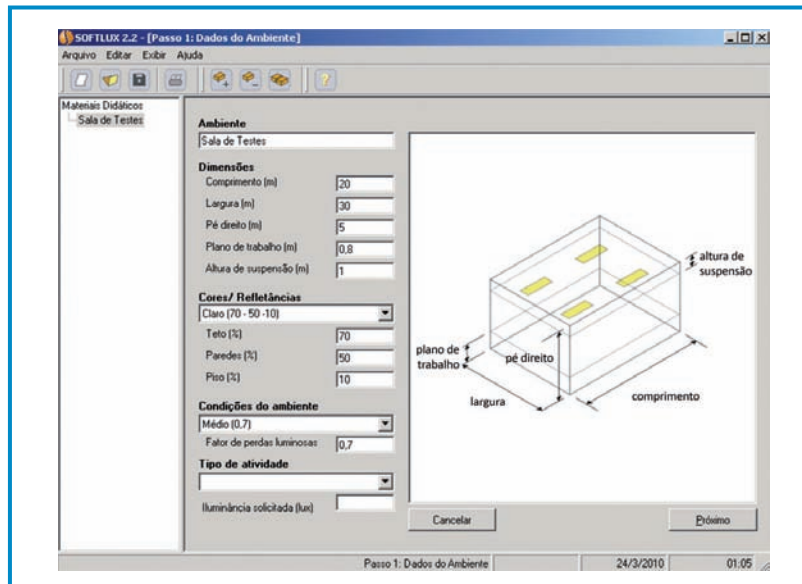 SOFTLUX 2.2 - [Passo 1: Dados do Ambiente]
Arquivo Editar Exibir Ajuda
Materiais Didáticos
Sala de Testes
Ambiente
Sala de Testes
Dimensões
Comprimento (m) 20
Largura (m) 30
Pé direito (m) 5
Plano de trabalho (m) 0,8
Altura de suspensão (m) 1
Cores/ Refletâncias
Claro (70 - 50 -10)
Teto (%) 70
Paredes (%) 50
Piso (%) 10
Condições do ambiente
Médio (0,7)
Fator de perdas luminosas 0,7
Tipo de atividade
Iluminância solicitada (lux)
altura de
suspensão
plano de
trabalho
pé direito
largura
comprimento
Cancelar
Próximo
Passo 1: Dados do Ambiente 24/3/2010 01:05